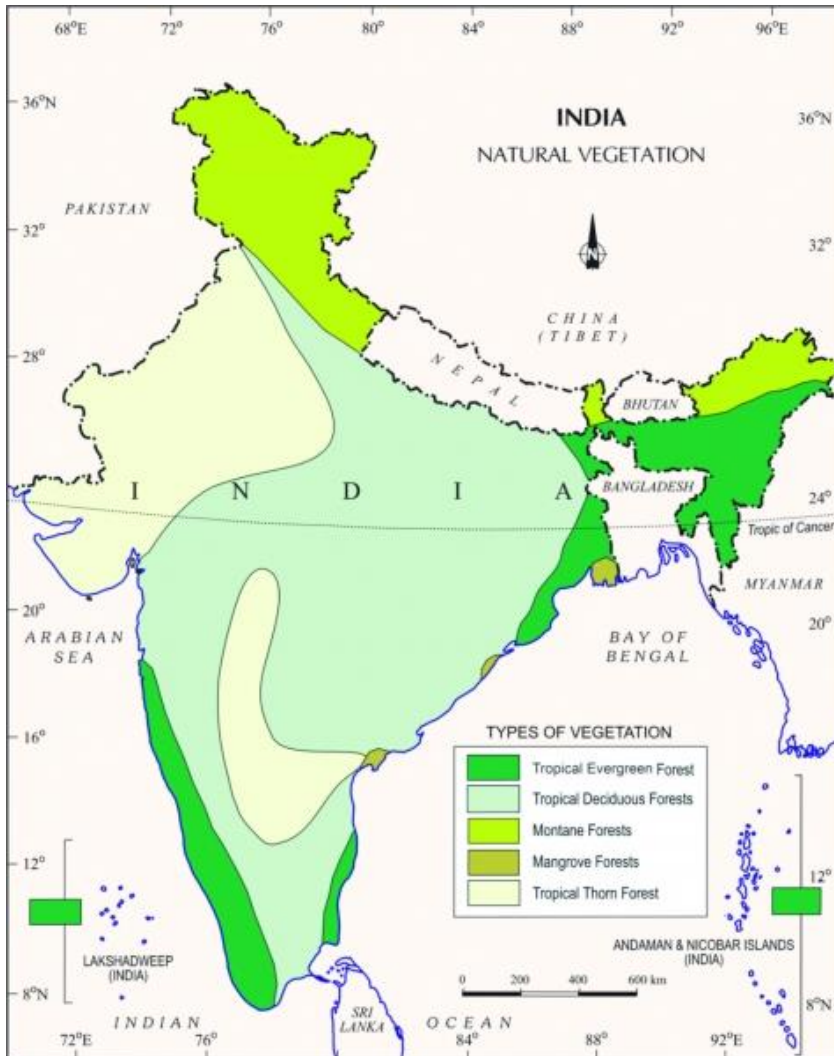 68°E 72° 76° 80° 84° 88° 92° 96°E
36°N
36°N
INDIA
NATURAL VEGETATION
PAKISTAN
N
32°
32°
CHINA
(TIBET)
28°
NEPAL
BHUTAN
I N D I A
BANGLADESH
24°
Tropic of Cancer
MYANMAR
20°
20°
ARABIAN
SEA
BAY OF
BENGAL
TYPES OF VEGETATION
Tropical Evergreen Forest
Tropical Deciduous Forests
Montane Forests
Mangrove Forests
Tropical Thorn Forest
16°
12°
12°
LAKSHADWEEP
(INDIA)
ANDAMAN & NICOBAR ISLANDS
(INDIA)
0 200 400 600 km
8°N
8°N
INDIAN
SRI
LANKA
OCEAN
72°E 76° 84° 88° 92°E